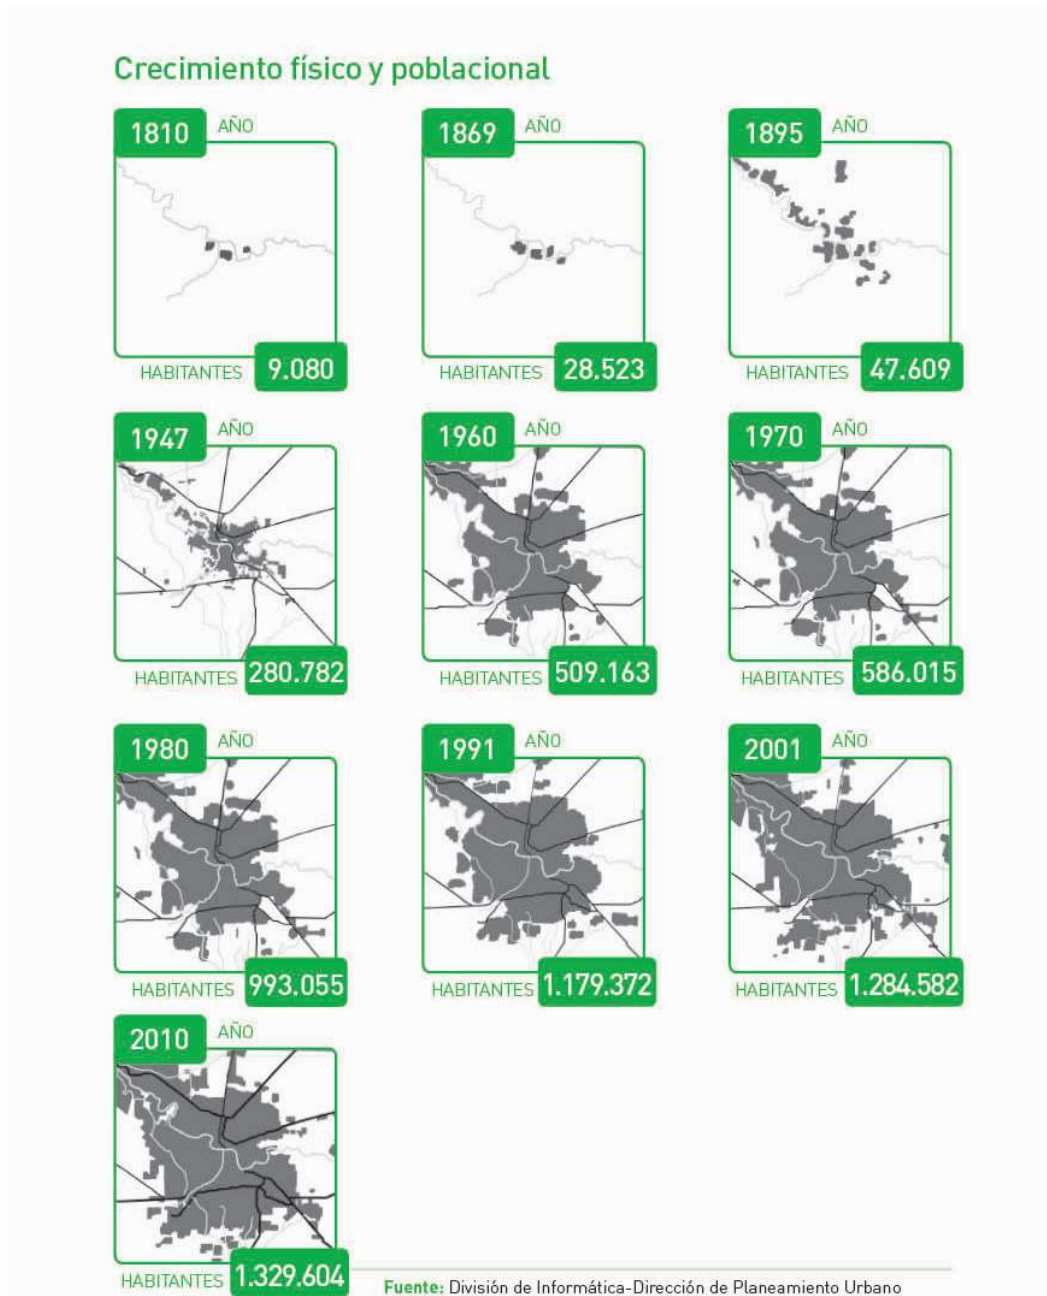 Crecimiento físico y poblacional
1810 AÑO
HABITANTES 9.080
1869 AÑO
HABITANTES 28.523
1895 AÑO
HABITANTES 47.609
1947 AÑO
HABITANTES 280.782
1960 AÑO
HABITANTES 509.163
1970 AÑO
HABITANTES 586.015
1980 AÑO
HABITANTES 993.055
1991 AÑO
HABITANTES 1.179.372
2001 AÑO
HABITANTES 1.284.582
2010 AÑO
HABITANTES 1.329.604
Fuente: División de Informática-Dirección de Planeamiento Urbano